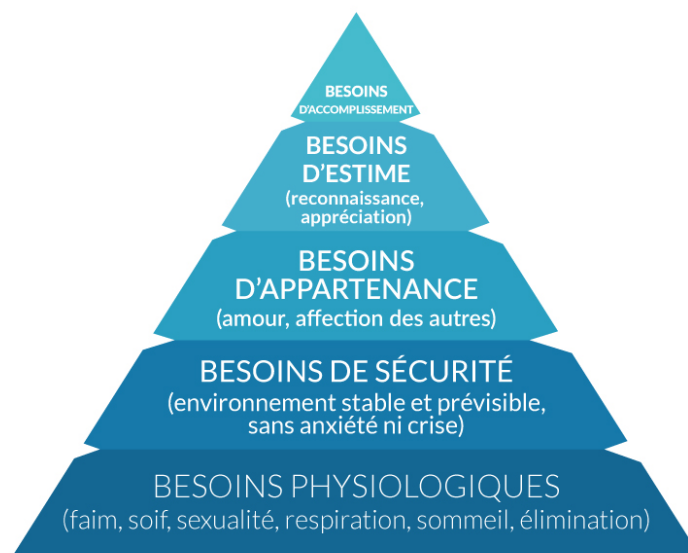 BESOINS
D'ACCOMPLISSEMENT
BESOINS
D'ESTIME
(reconnaissance,
appréciation)
BESOINS
D'APPARTENANCE
(amour, affection des autres)
BESOINS DE SÉCURITÉ
(environnement stable et prévisible,
sans anxiété ni crise)
BESOINS PHYSIOLOGIQUES
(faim, soif, sexualité, respiration, sommeil, élimination)